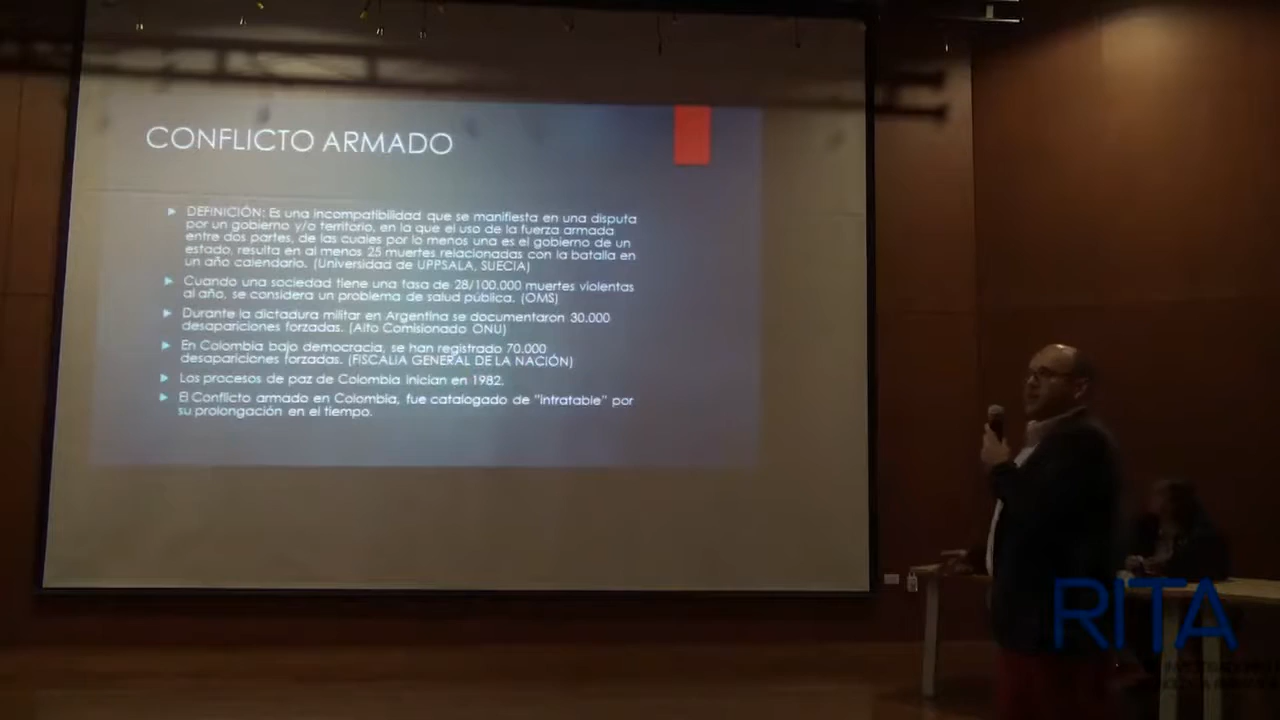 CONFLICTO ARMADO
DEFINICIÓN: Es una incompatibilidad que se manifiesta en una disputa
por un gobierno y/o territorio, en la que el uso de la fuerza armada
entre dos partes, de las cuales por lo menos una es el gobierno de un
estado, resulta en al menos 25 muertes relacionadas con la batalla en
un año calendario. (Universidad de UPPSALA, SUECIA)
Cuando una sociedad tiene una tasa de 28/100.000 muertes violentas
al año, se considera un problema de salud pública. (OMS)
Durante la dictadura militar en Argentina se documentaron 30.000
desapariciones forzadas. (Alto Comisionado ONU)
En Colombia bajo democracia, se han registrado 70.000
desapariciones forzadas. (FISCALIA GENERAL DE LA NACIÓN)
Los procesos de paz de Colombia inician en 1982.
El Conflicto armado en Colombia, fue catalogado de "intratable" por
su prolongación en el tiempo.
RITA